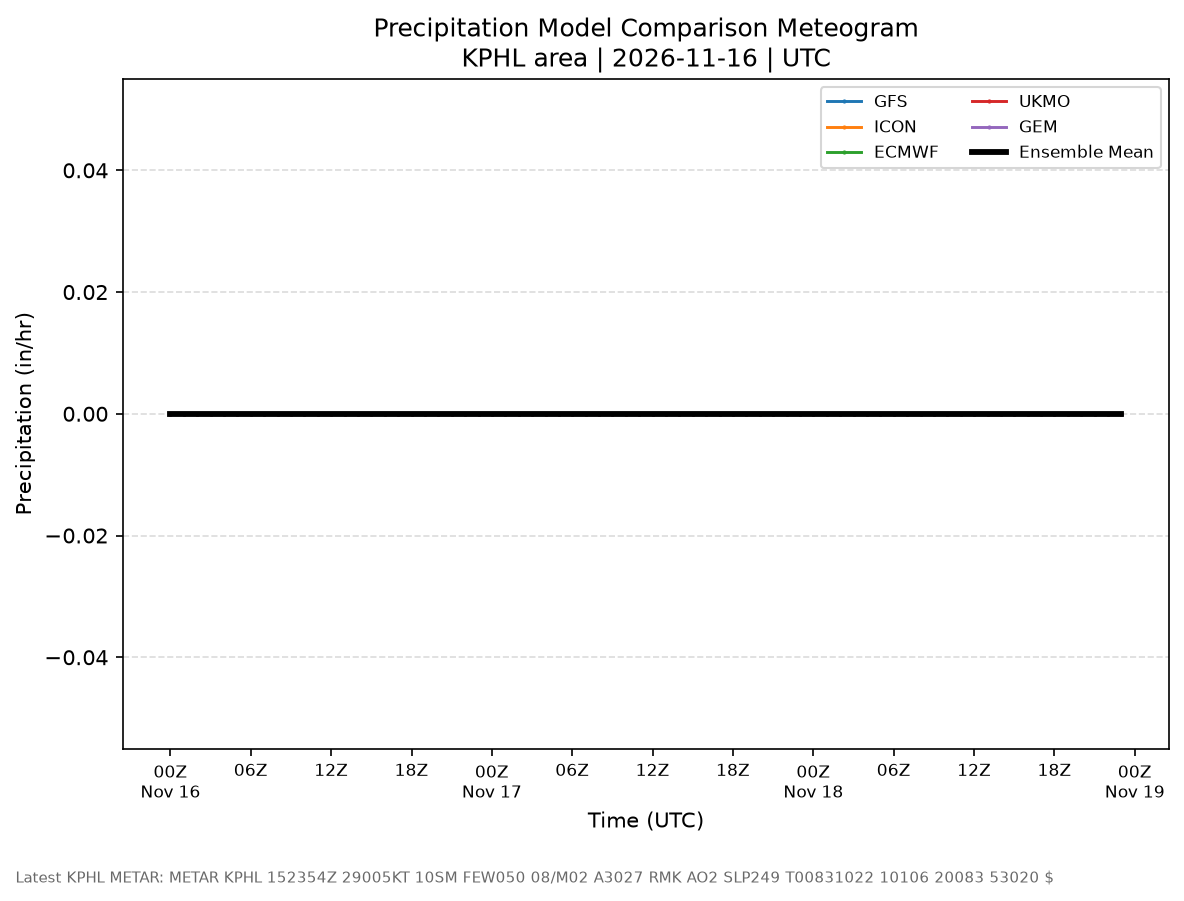 Precipitation Model Comparison Meteogram
KPHL area | 2026-11-16 | UTC
GFS
ICON
ECMWF
UKMO
GEM
Ensemble Mean
Precipitation (in/hr)
0.04
0.02
0.00
−0.02
−0.04
00Z 06Z 12Z 18Z 00Z 06Z 12Z 18Z 00Z 06Z 12Z 18Z 00Z
Nov 16 Nov 17 Nov 18 Nov 19
Time (UTC)
Latest KPHL METAR: METAR KPHL 152354Z 29005KT 10SM FEW050 08/M02 A3027 RMK AO2 SLP249 T00831022 10106 20083 53020 $